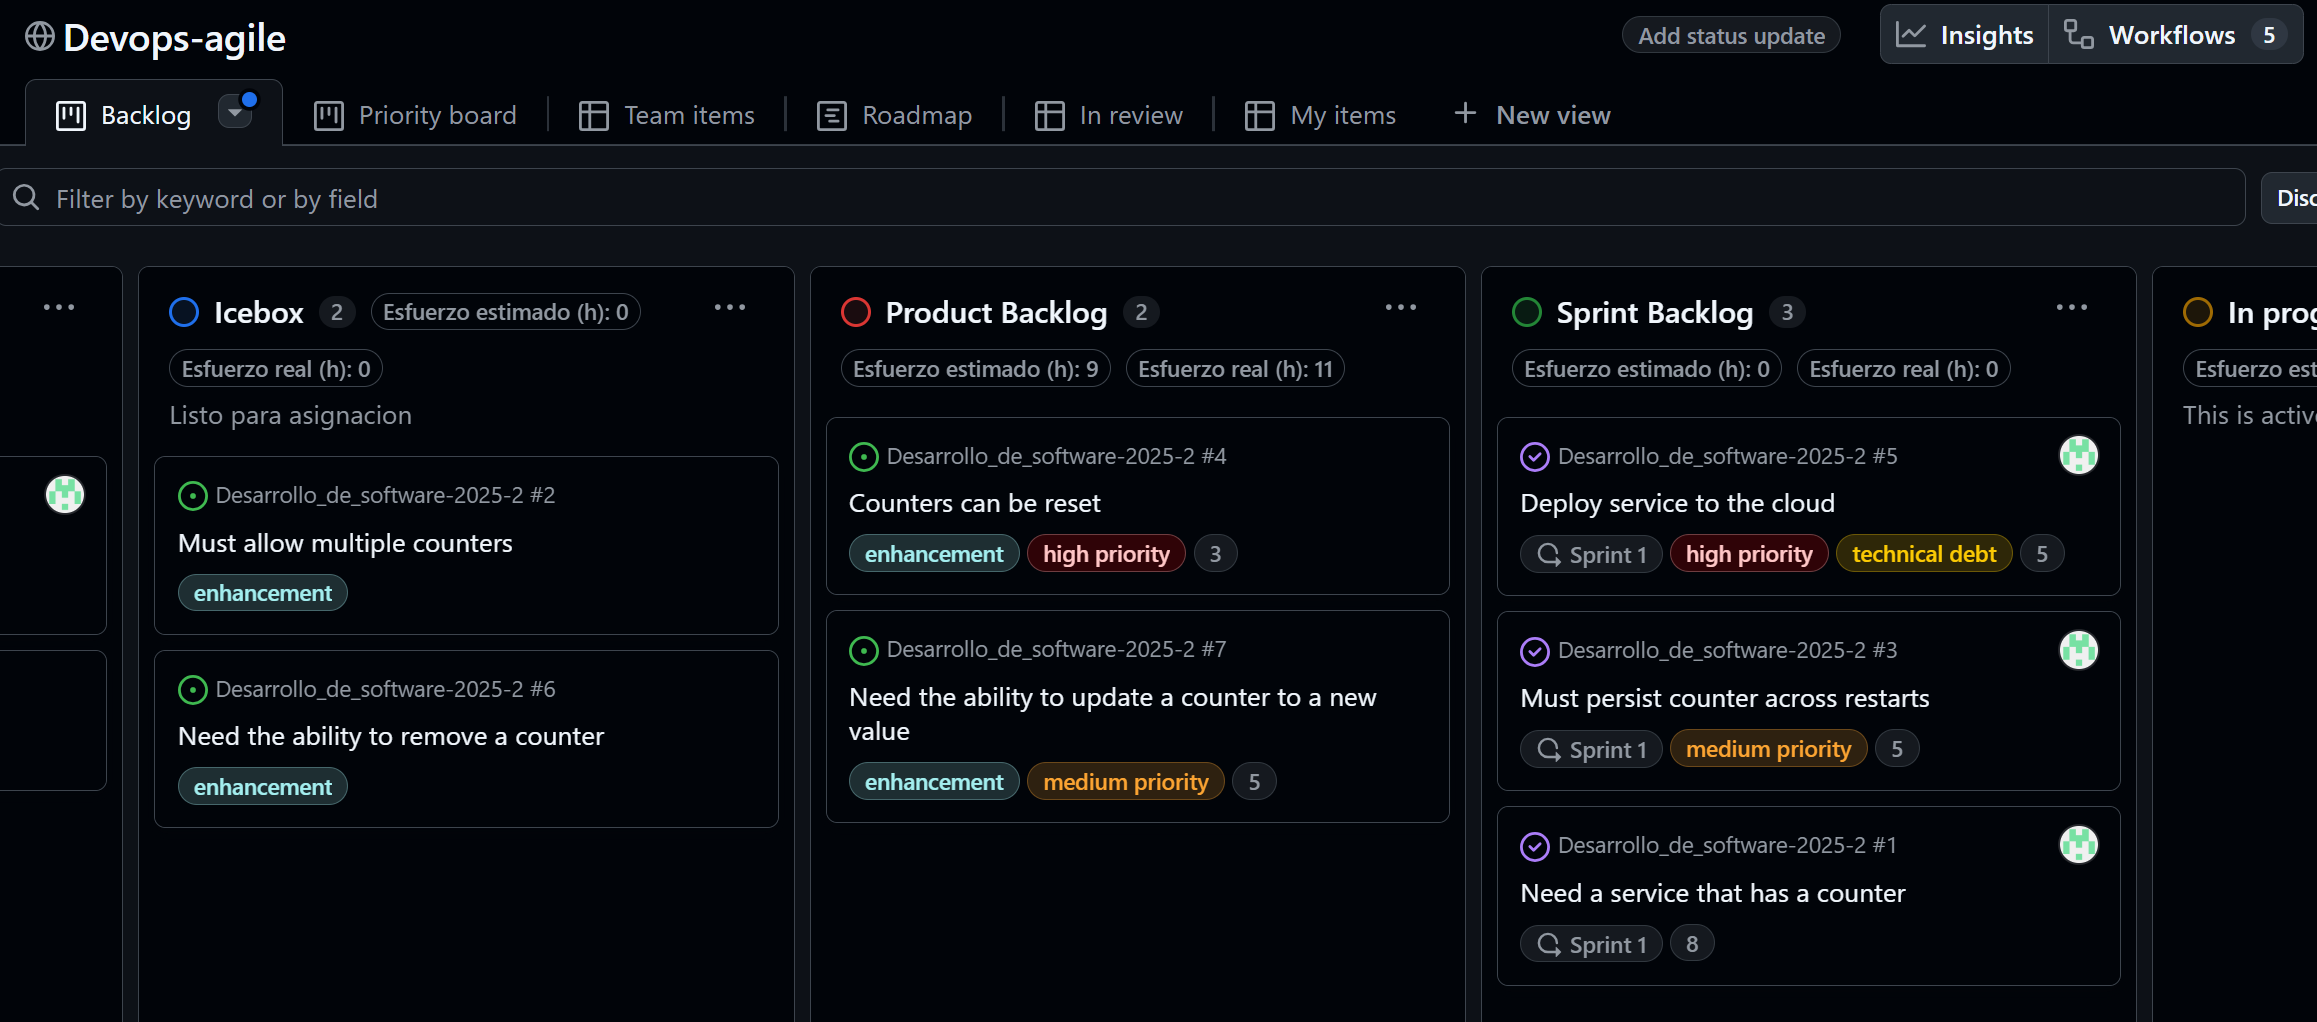 Devops-agile
Add status update
Insights
Workflows 5
Backlog
Priority board
Team items
Roadmap
In review
My items
+ New view
Filter by keyword or by field
Disc
Icebox 2 Esfuerzo estimado (h): 0
Esfuerzo real (h): 0
Listo para asignacion
Desarrollo_de_software-2025-2 #2
Must allow multiple counters
enhancement
Desarrollo_de_software-2025-2 #6
Need the ability to remove a counter
enhancement
Product Backlog 2
Esfuerzo estimado (h): 9 Esfuerzo real (h): 11
Desarrollo_de_software-2025-2 #4
Counters can be reset
enhancement high priority 3
Desarrollo_de_software-2025-2 #7
Need the ability to update a counter to a new
value
enhancement medium priority 5
Sprint Backlog 3
Esfuerzo estimado (h): 0 Esfuerzo real (h): 0
Desarrollo_de_software-2025-2 #5
Deploy service to the cloud
Sprint 1 high priority technical debt 5
Desarrollo_de_software-2025-2 #3
Must persist counter across restarts
Sprint 1 medium priority 5
Desarrollo_de_software-2025-2 #1
Need a service that has a counter
Sprint 1 8
In prog
Esfuerzo est
This is active